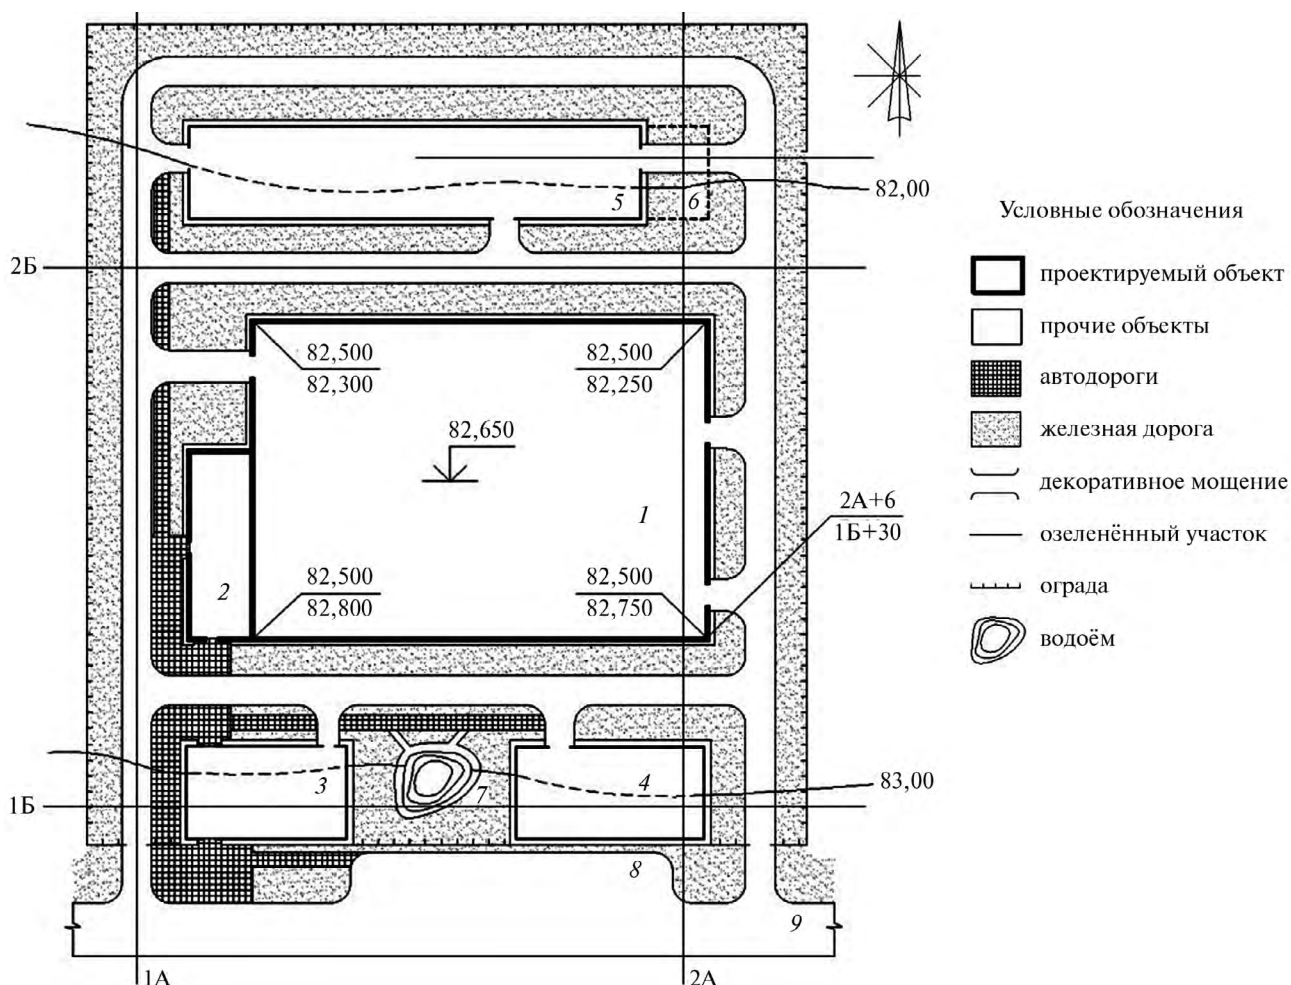 82,00
5
6
Условные обозначения
2Б
проектируемый объект
прочие объекты
82,500
82,300
82,500
82,250
автодороги
82,650
железная дорога
декоративное мощение
1
2А+6
1Б+30
озеленённый участок
82,500
82,800
82,500
82,750
2
ограда
водоём
3
4
7
83,00
1Б
8
9
1А
2А